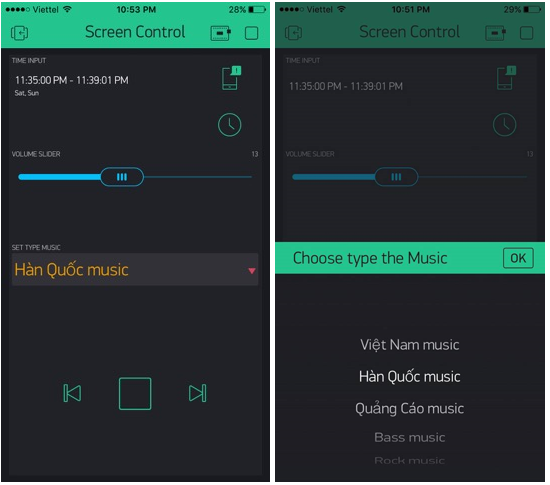 Viettel 10:53 PM 28%
Screen Control
TIME INPUT
11:35:00 PM - 11:39:01 PM
Sat, Sun
VOLUME SLIDER 13
SET TYPE MUSIC
Hàn Quốc music
Viettel 10:51 PM 29%
Screen Control
TIME INPUT
11:35:00 PM - 11:39:01 PM
VOLUME SLIDER 13
Choose type the Music OK
Việt Nam music
Hàn Quốc music
Quảng Cáo music
Bass music
Rock music